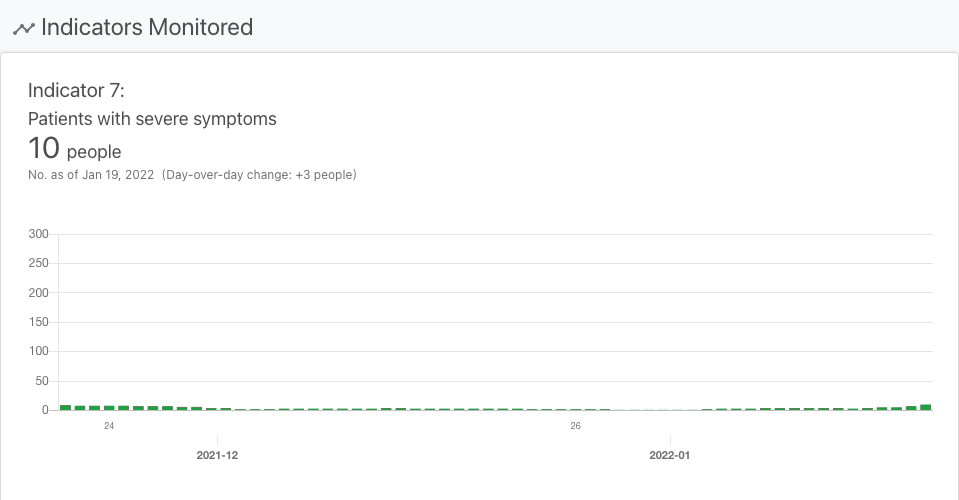 Indicators Monitored
Indicator 7:
Patients with severe symptoms
10 people
No. as of Jan 19, 2022 (Day-over-day change: +3 people)
300
250
200
150
100
50
0
24 26
2021-12 2022-01